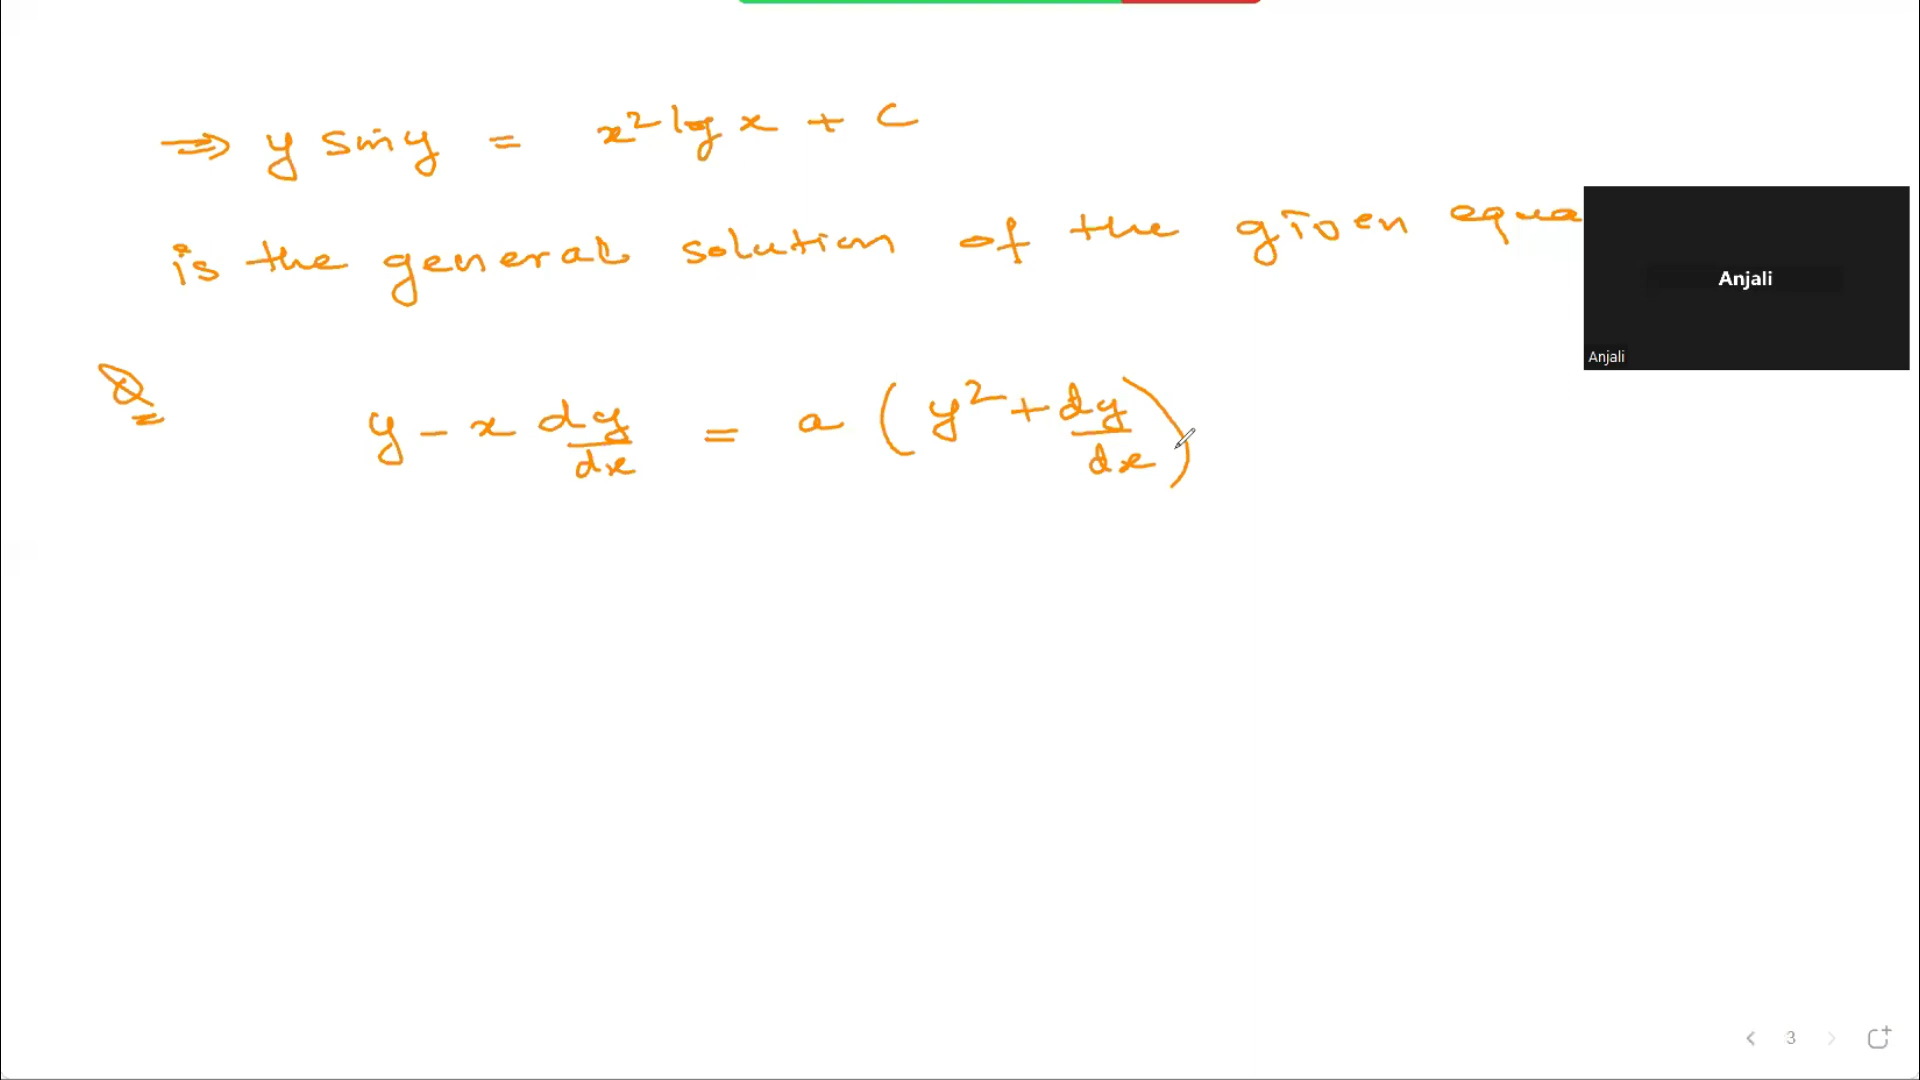 ⇒ y sin y = x² log x + C
is the general solution of the given equa
Anjali
Anjali
Q y - x dy/dx = a (y² + dy/dx)
3